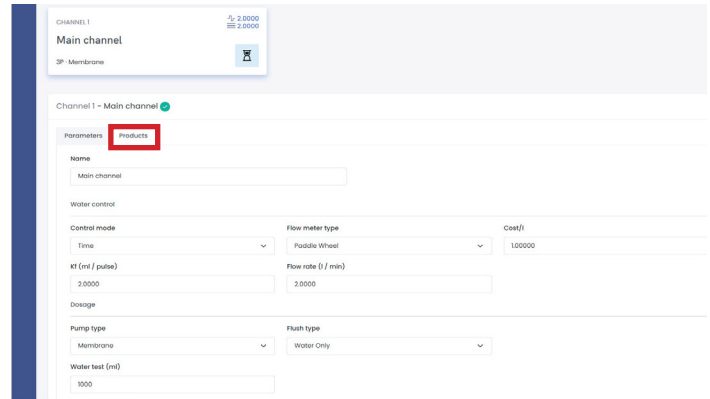 CHANNEL 1
2.0000
2.0000
Main channel
3P - Membrane
Channel 1 - Main channel
Parameters Products
Name
Main channel
Water control
Control mode Flow meter type Cost/l
Time Paddle Wheel 1.00000
Kf (ml / pulse) Flow rate (l / min)
2.0000 2.0000
Dosage
Pump type Flush type
Membrane Water Only
Water test (ml)
1000